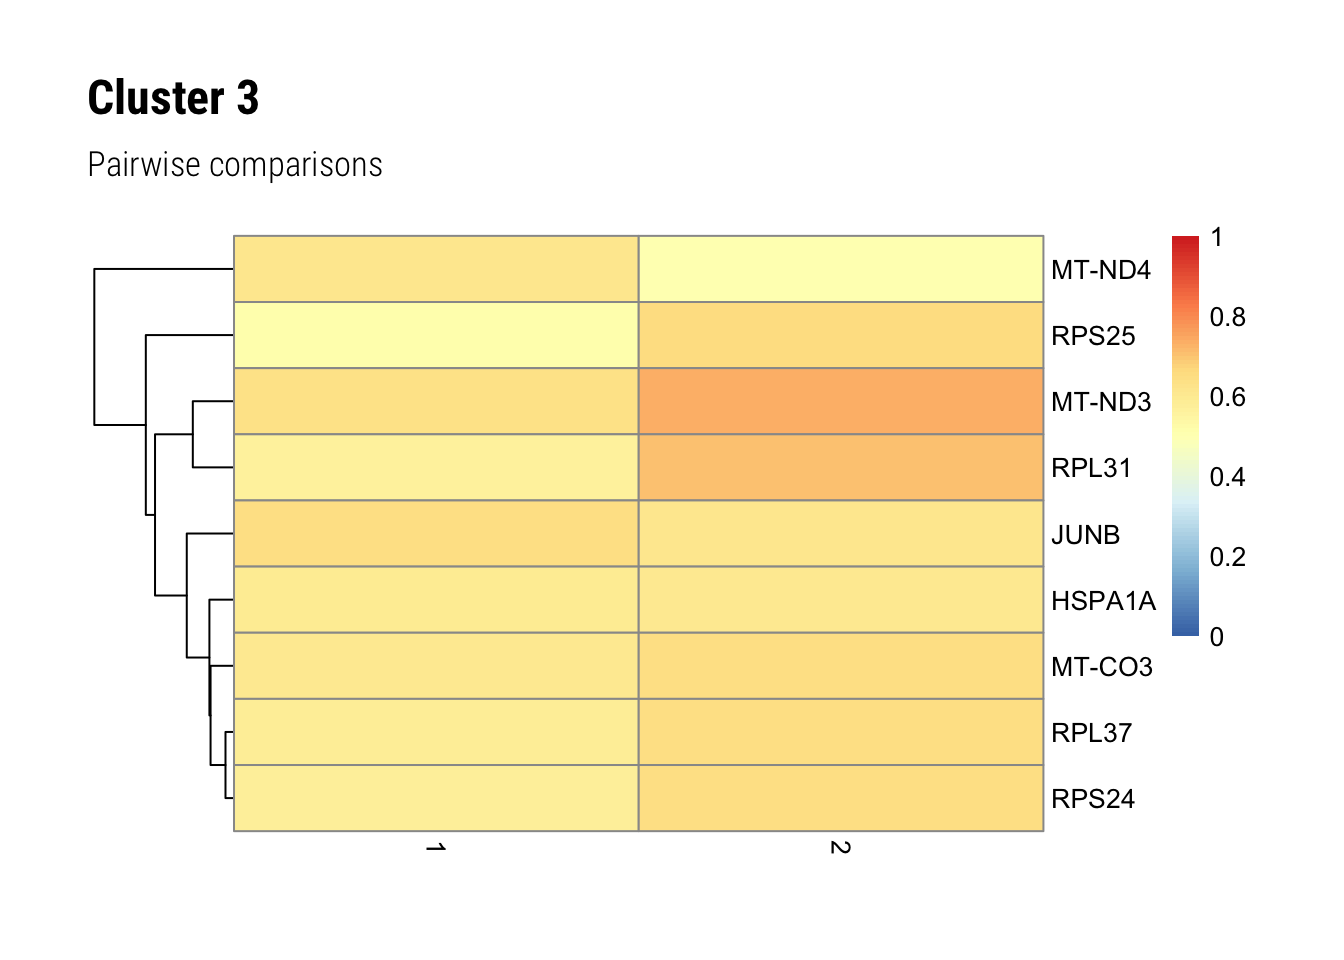 Cluster 3
Pairwise comparisons
MT-ND4
RPS25
MT-ND3
RPL31
JUNB
HSPA1A
MT-CO3
RPL37
RPS24
1
0.8
0.6
0.4
0.2
0
1
2